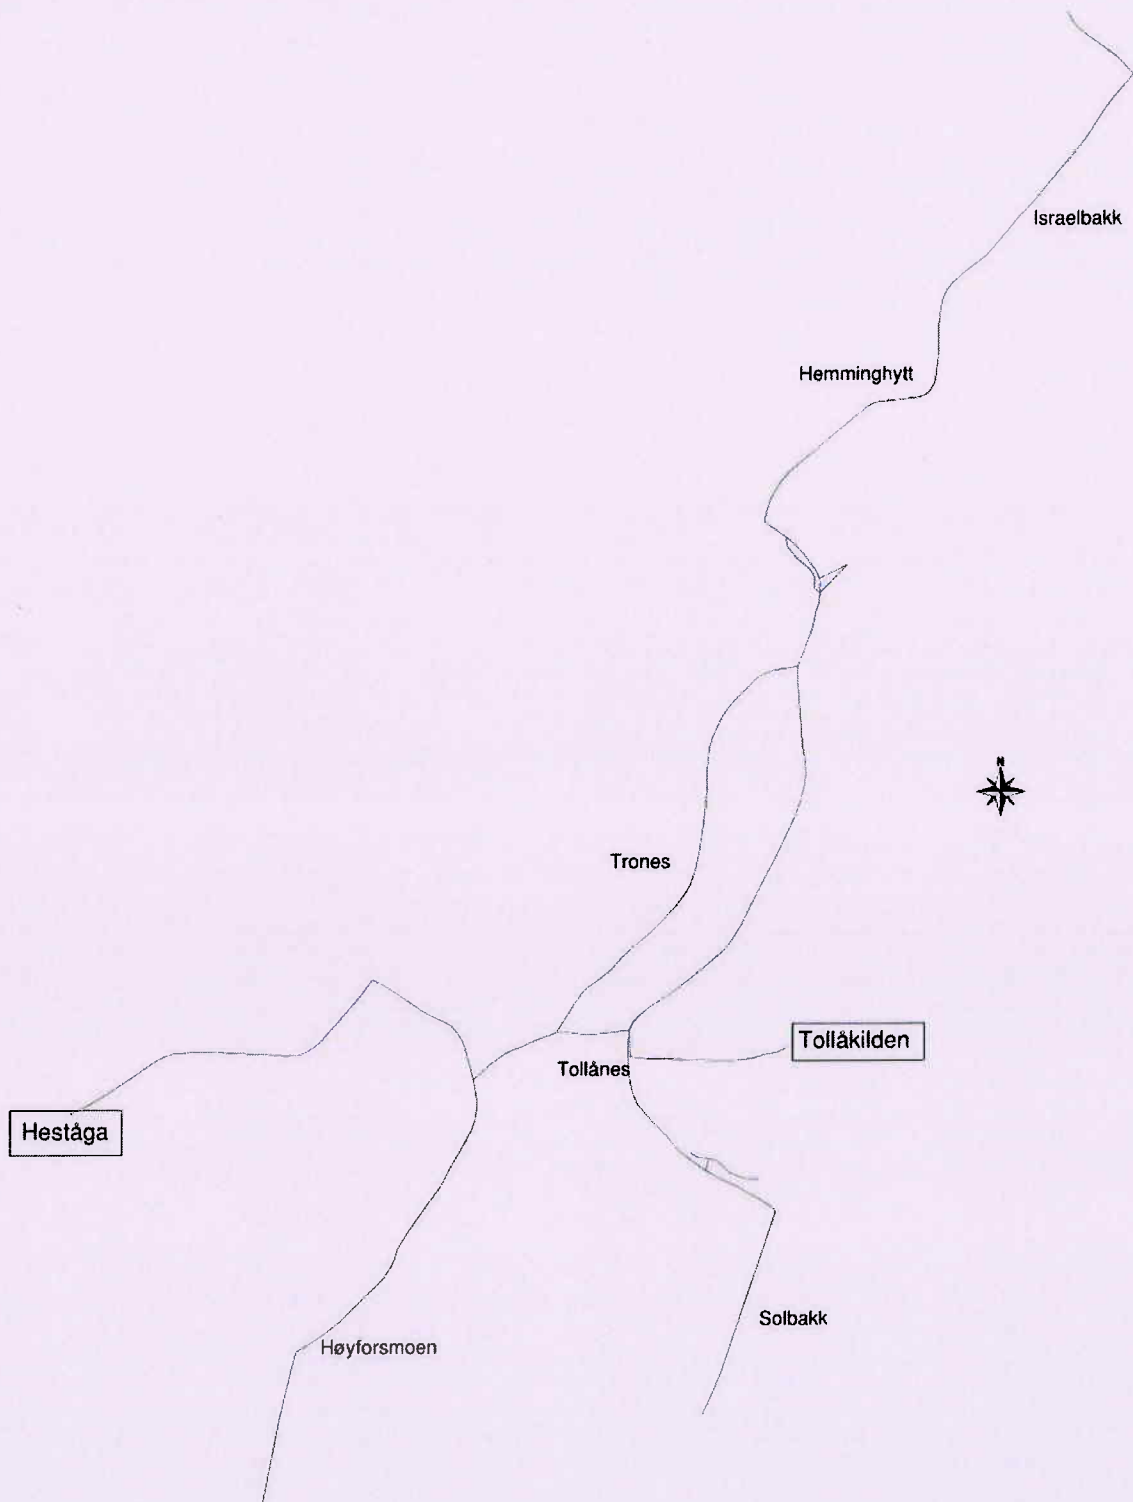 Israelbakk
Hemminghytt
N
Trones
Tollåkilden
Tollånes
Heståga
Solbakk
Høyforsmoen